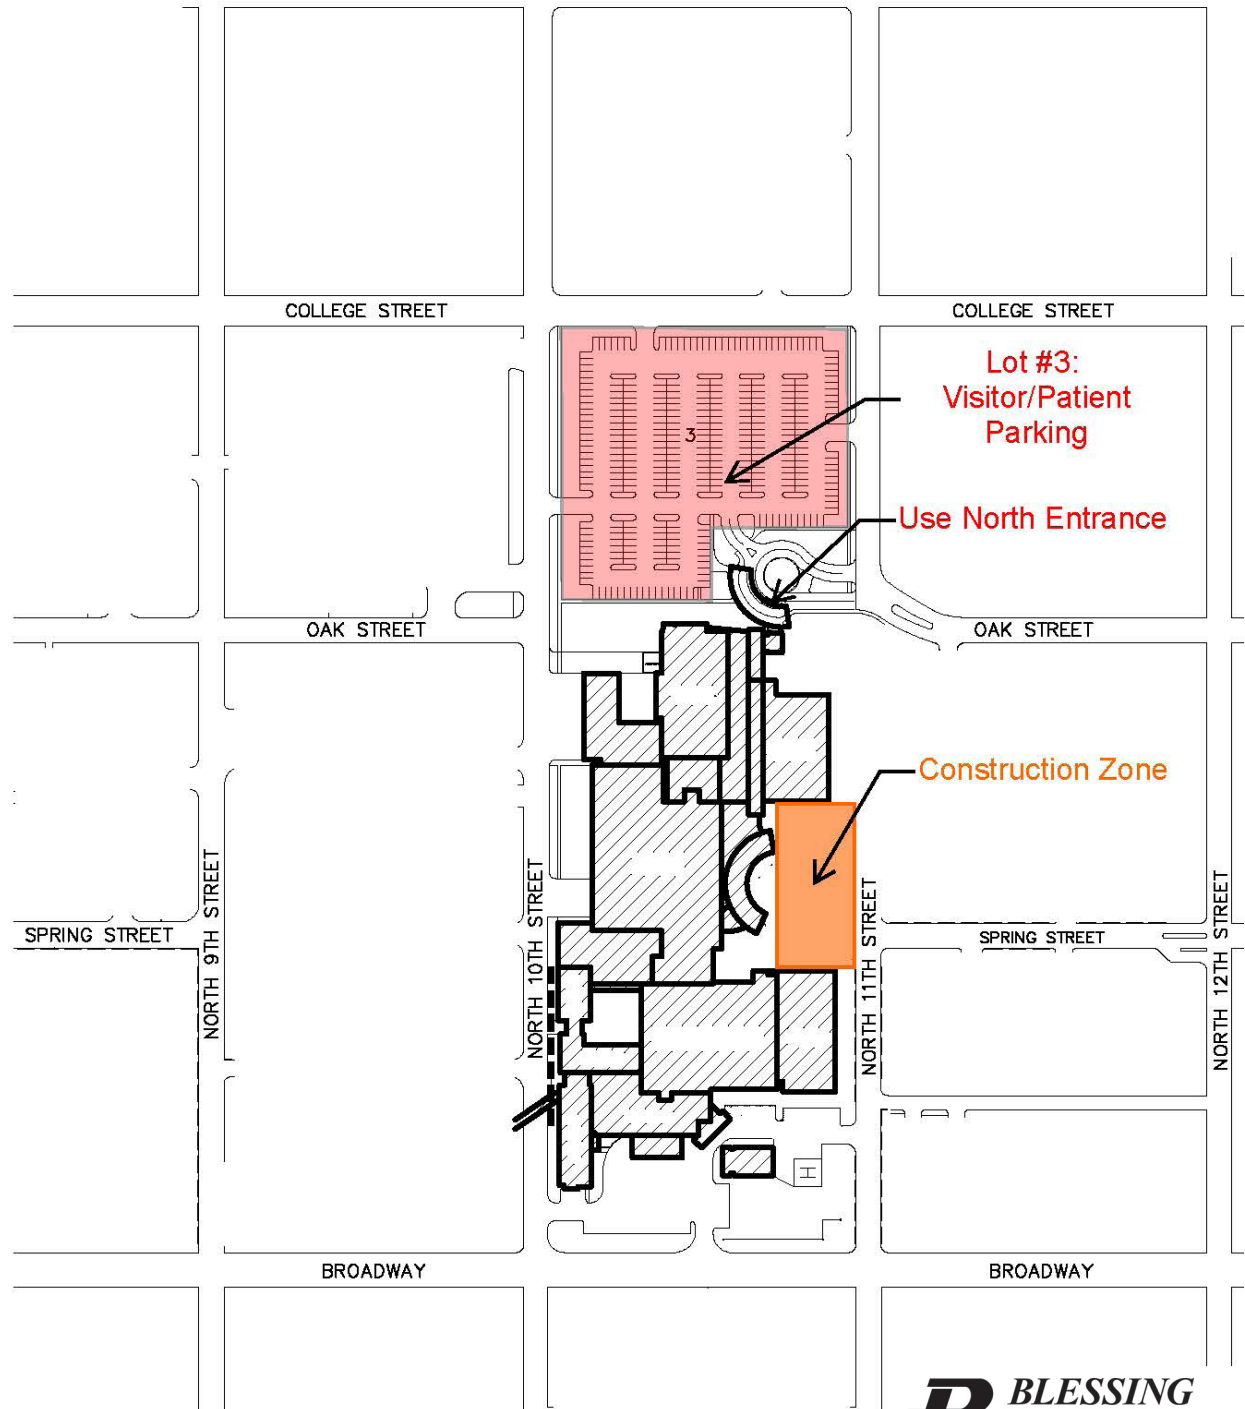 COLLEGE STREET
COLLEGE STREET
Lot #3:
Visitor/Patient
Parking
3
Use North Entrance
OAK STREET
OAK STREET
Construction Zone
NORTH 9TH STREET
NORTH 10TH STREET
NORTH 11TH STREET
NORTH 12TH STREET
SPRING STREET
SPRING STREET
H
BROADWAY
BROADWAY
BLESSING